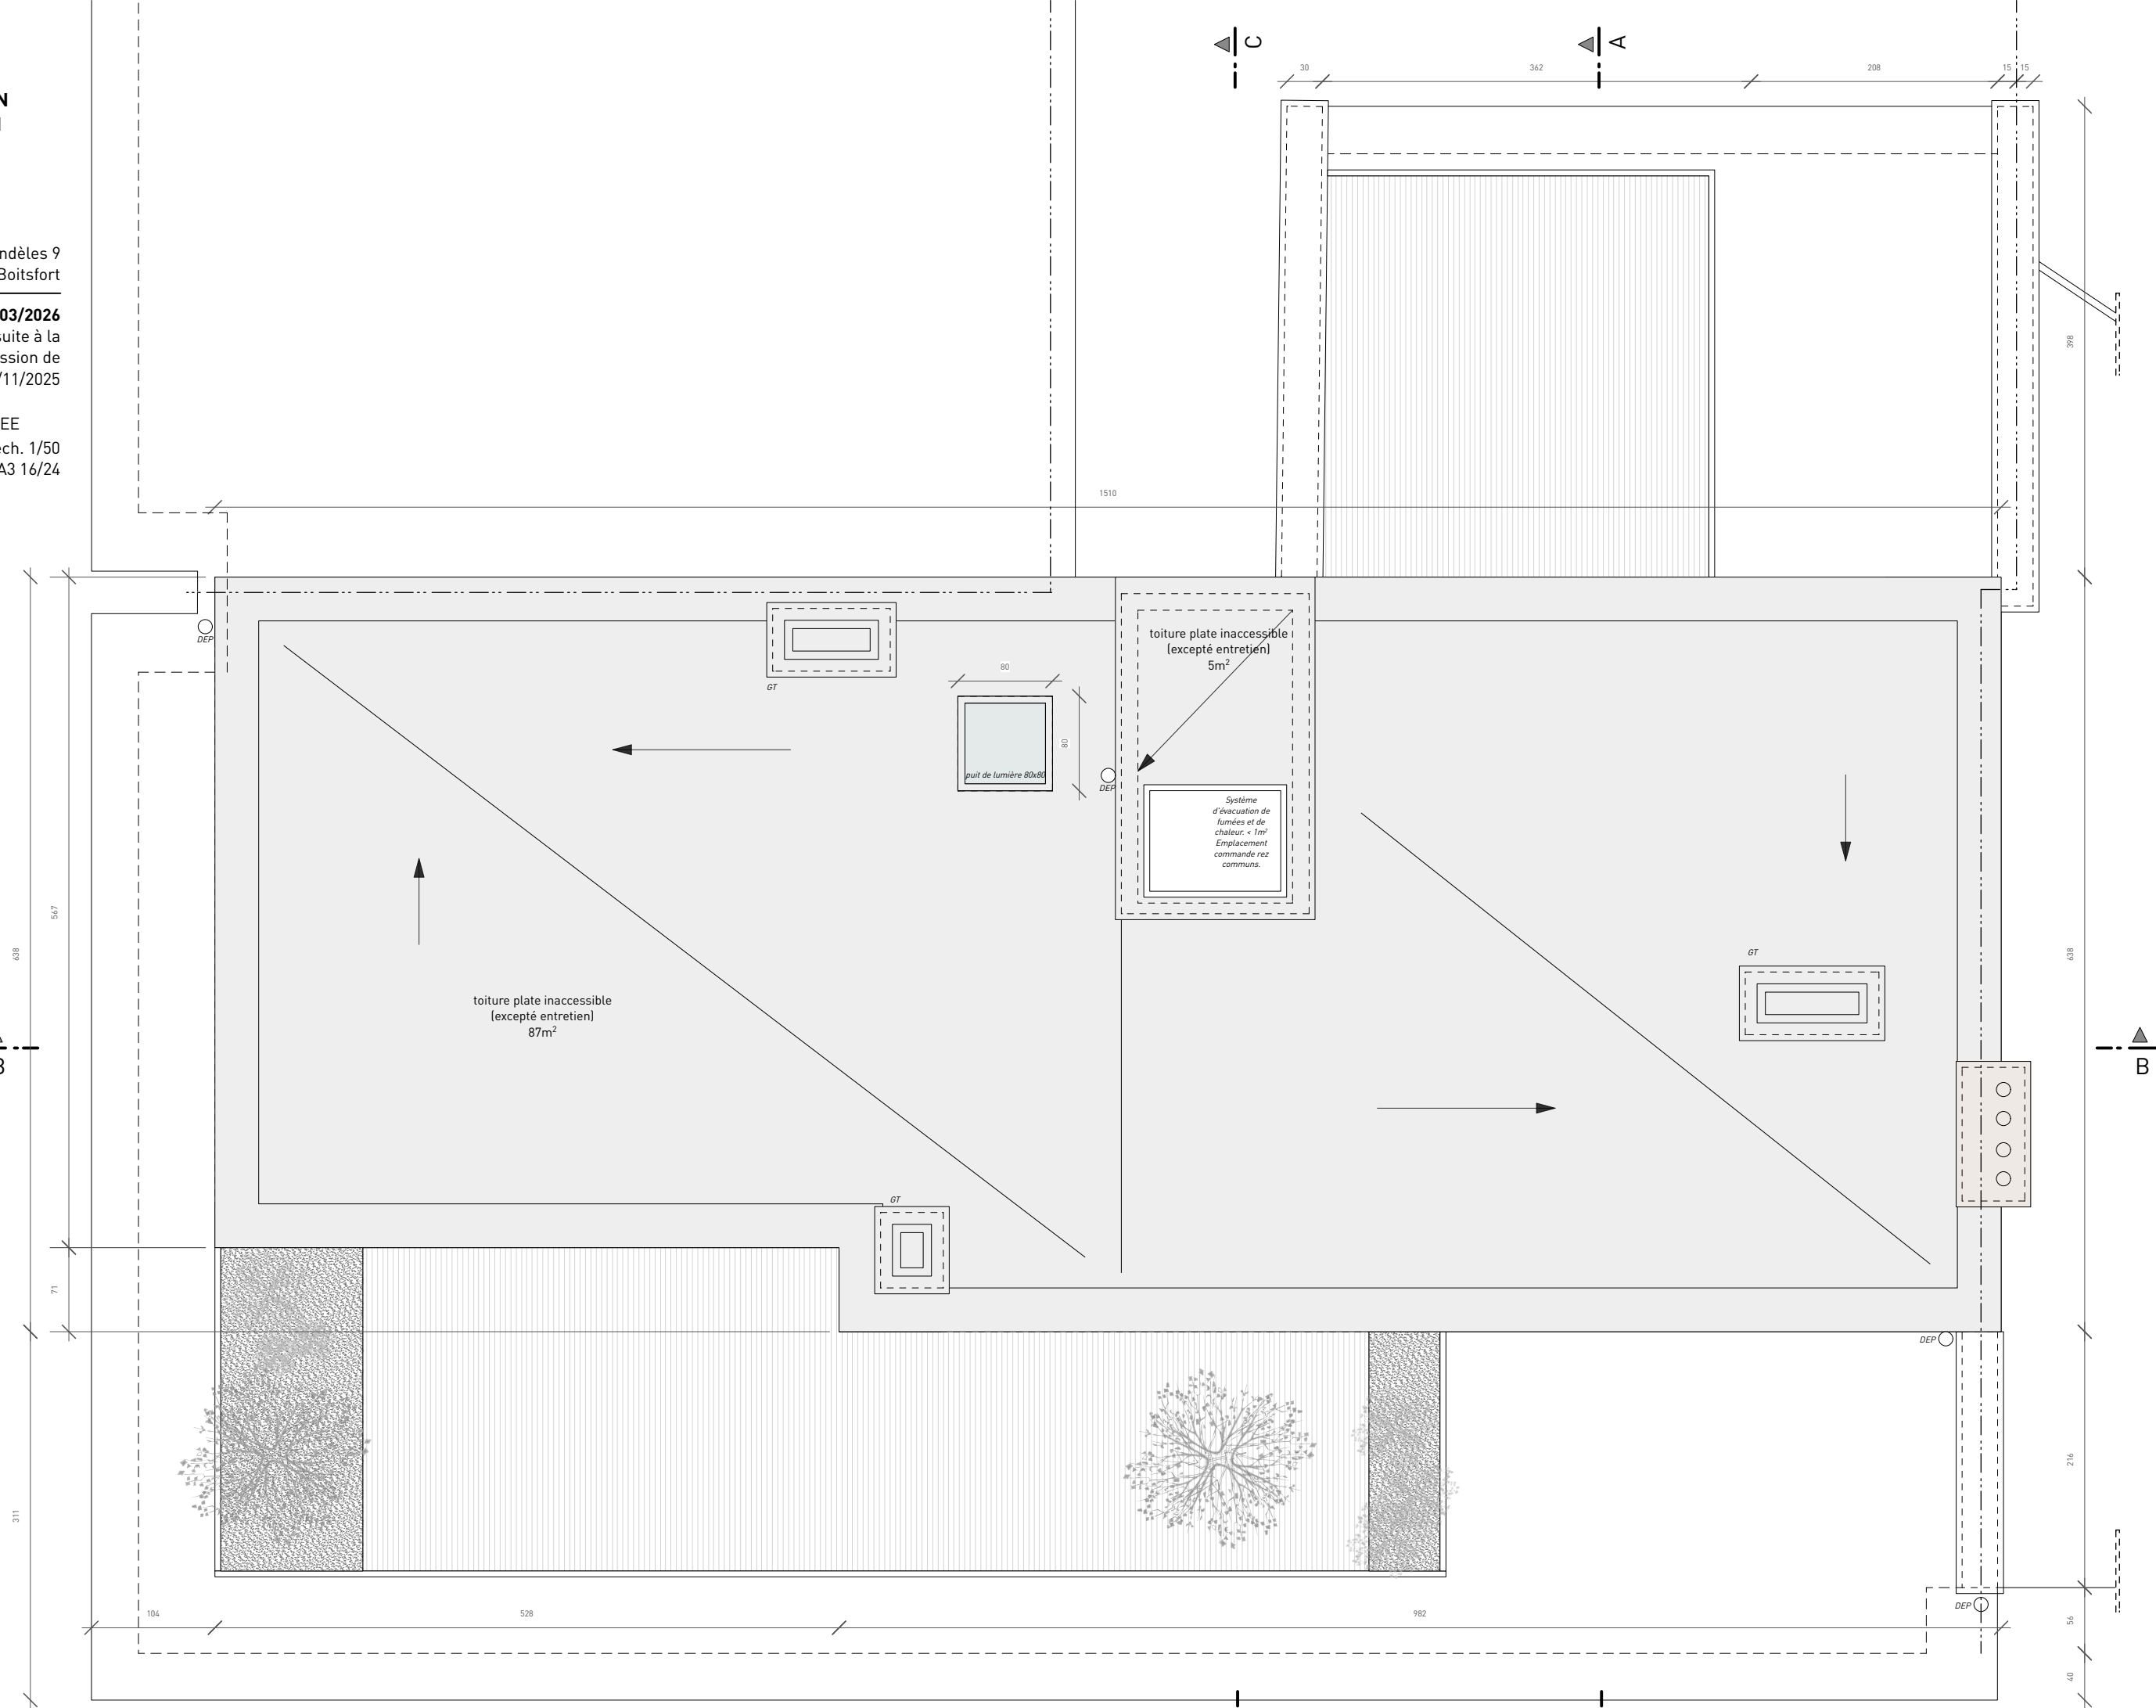 C
A
30
362
208
15
15
N
ndèles 9
Boitsfort
03/2026
suite à la
ssion de
/11/2025
EE
ech. 1/50
A3 16/24
398
1510
DEP
GT
80
80
puit de lumière 80x80
DEP
toiture plate inaccessible
(excepté entretien)
5m²
Système
d'évacuation de
fumées et de
chaleur. < 1m²
Emplacement
commande rez
communs.
567
638
638
GT
toiture plate inaccessible
(excepté entretien)
87m²
B
B
GT
71
DEP
216
311
104
528
982
DEP
56
40